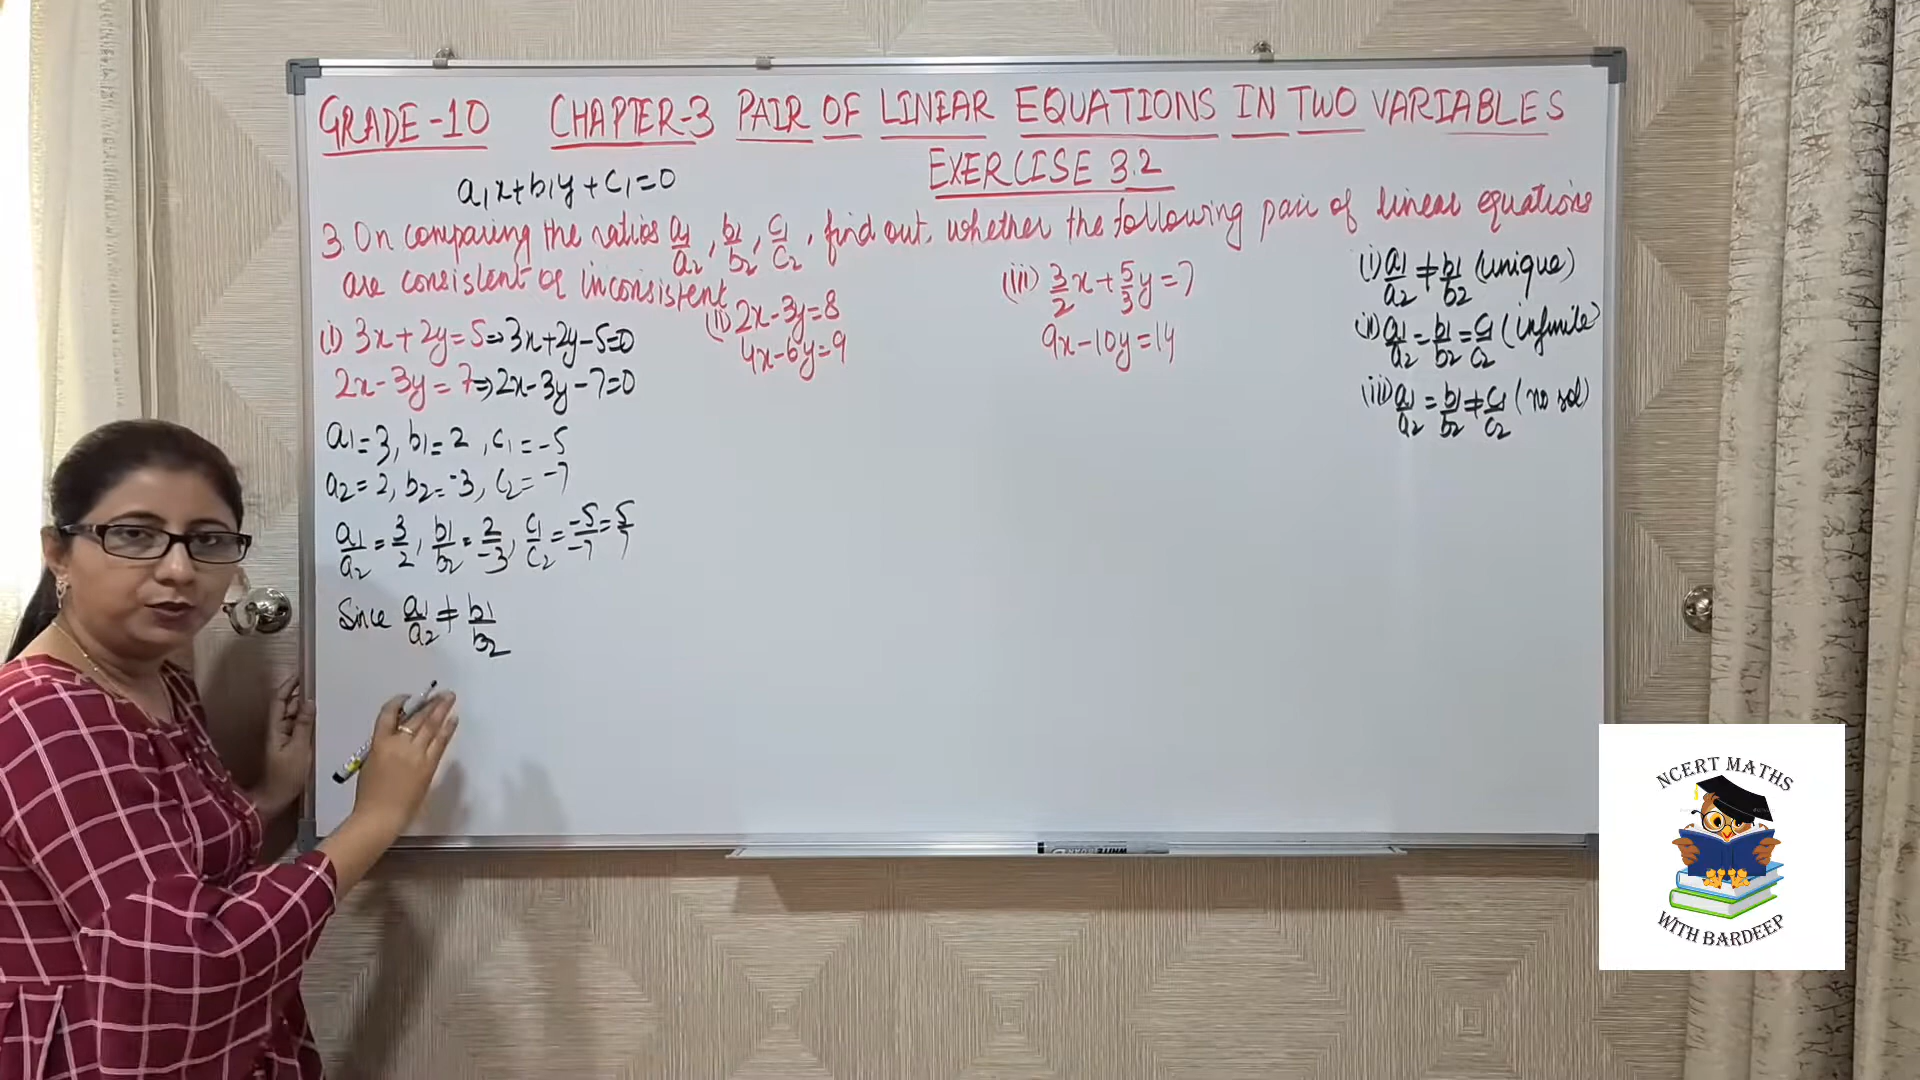 GRADE-10 CHAPTER-3 PAIR OF LINEAR EQUATIONS IN TWO VARIABLES
EXERCISE 3.2
a₁x+b₁y+c₁=0
3. On comparing the ratios a₁/a₂, b₁/b₂, c₁/c₂, find out, whether the following pair of linear equations
are consistent or inconsistent
(i) 3x+2y=5⇒3x+2y-5=0
2x-3y=7⇒2x-3y-7=0
a₁=3, b₁=2, c₁=-5
a₂=2, b₂=-3, c₂=-7
a₁/a₂=3/2, b₁/b₂=2/-3, c₁/c₂=-5/-7=5/7
Since a₁/a₂≠b₁/b₂
(ii) 2x-3y=8
4x-6y=9
(iii) 3/2x+5/3y=7
9x-10y=14
(i) a₁/a₂≠b₁/b₂ (unique)
(ii) a₁/a₂=b₁/b₂=c₁/c₂ (infinite)
(iii) a₁/a₂=b₁/b₂≠c₁/c₂ (no sol)
NCERT MATHS
WITH BARDEEP